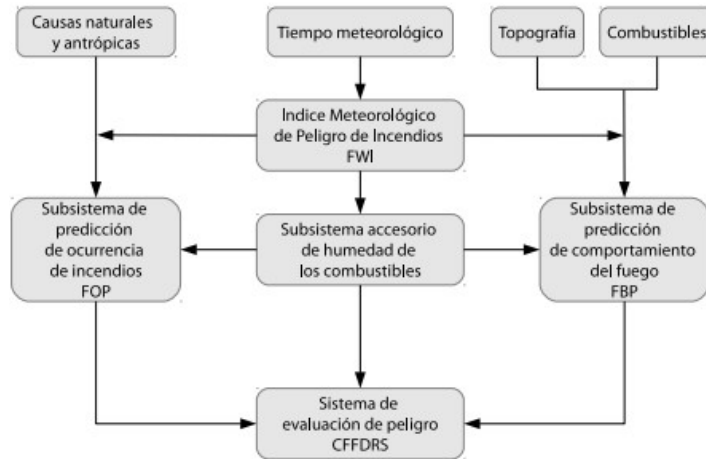 Causas naturales
y antrópicas
Tiempo meteorológico
Topografía
Combustibles
Índice Meteorológico
de Peligro de Incendios
FWI
Subsistema de
predicción
de ocurrencia
de incendios
FOP
Subsistema accesorio
de humedad de
los combustibles
Subsistema de
predicción
de comportamiento
del fuego
FBP
Sistema de
evaluación de peligro
CFFDRS